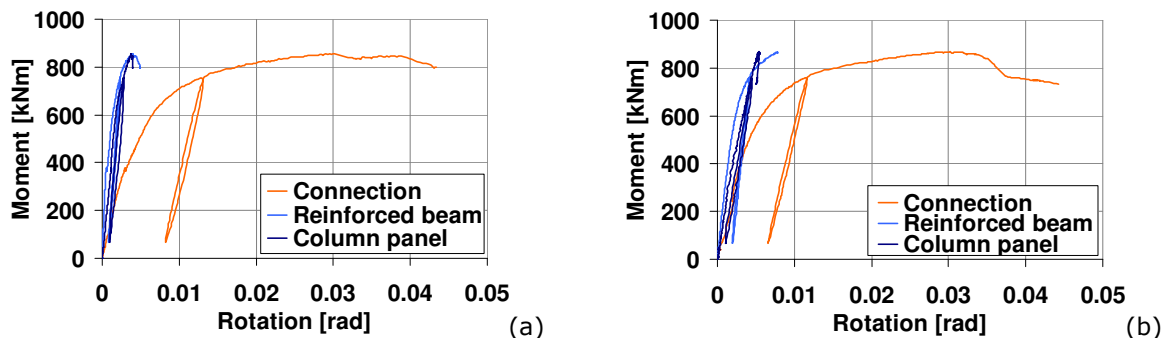 1000
800
600
400
200
0
Moment [kNm]
Connection
Reinforced beam
Column panel
0 0.01 0.02 0.03 0.04 0.05
Rotation [rad]
(a)
1000
800
600
400
200
0
Moment [kNm]
Connection
Reinforced beam
Column panel
0 0.01 0.02 0.03 0.04 0.05
Rotation [rad]
(b)